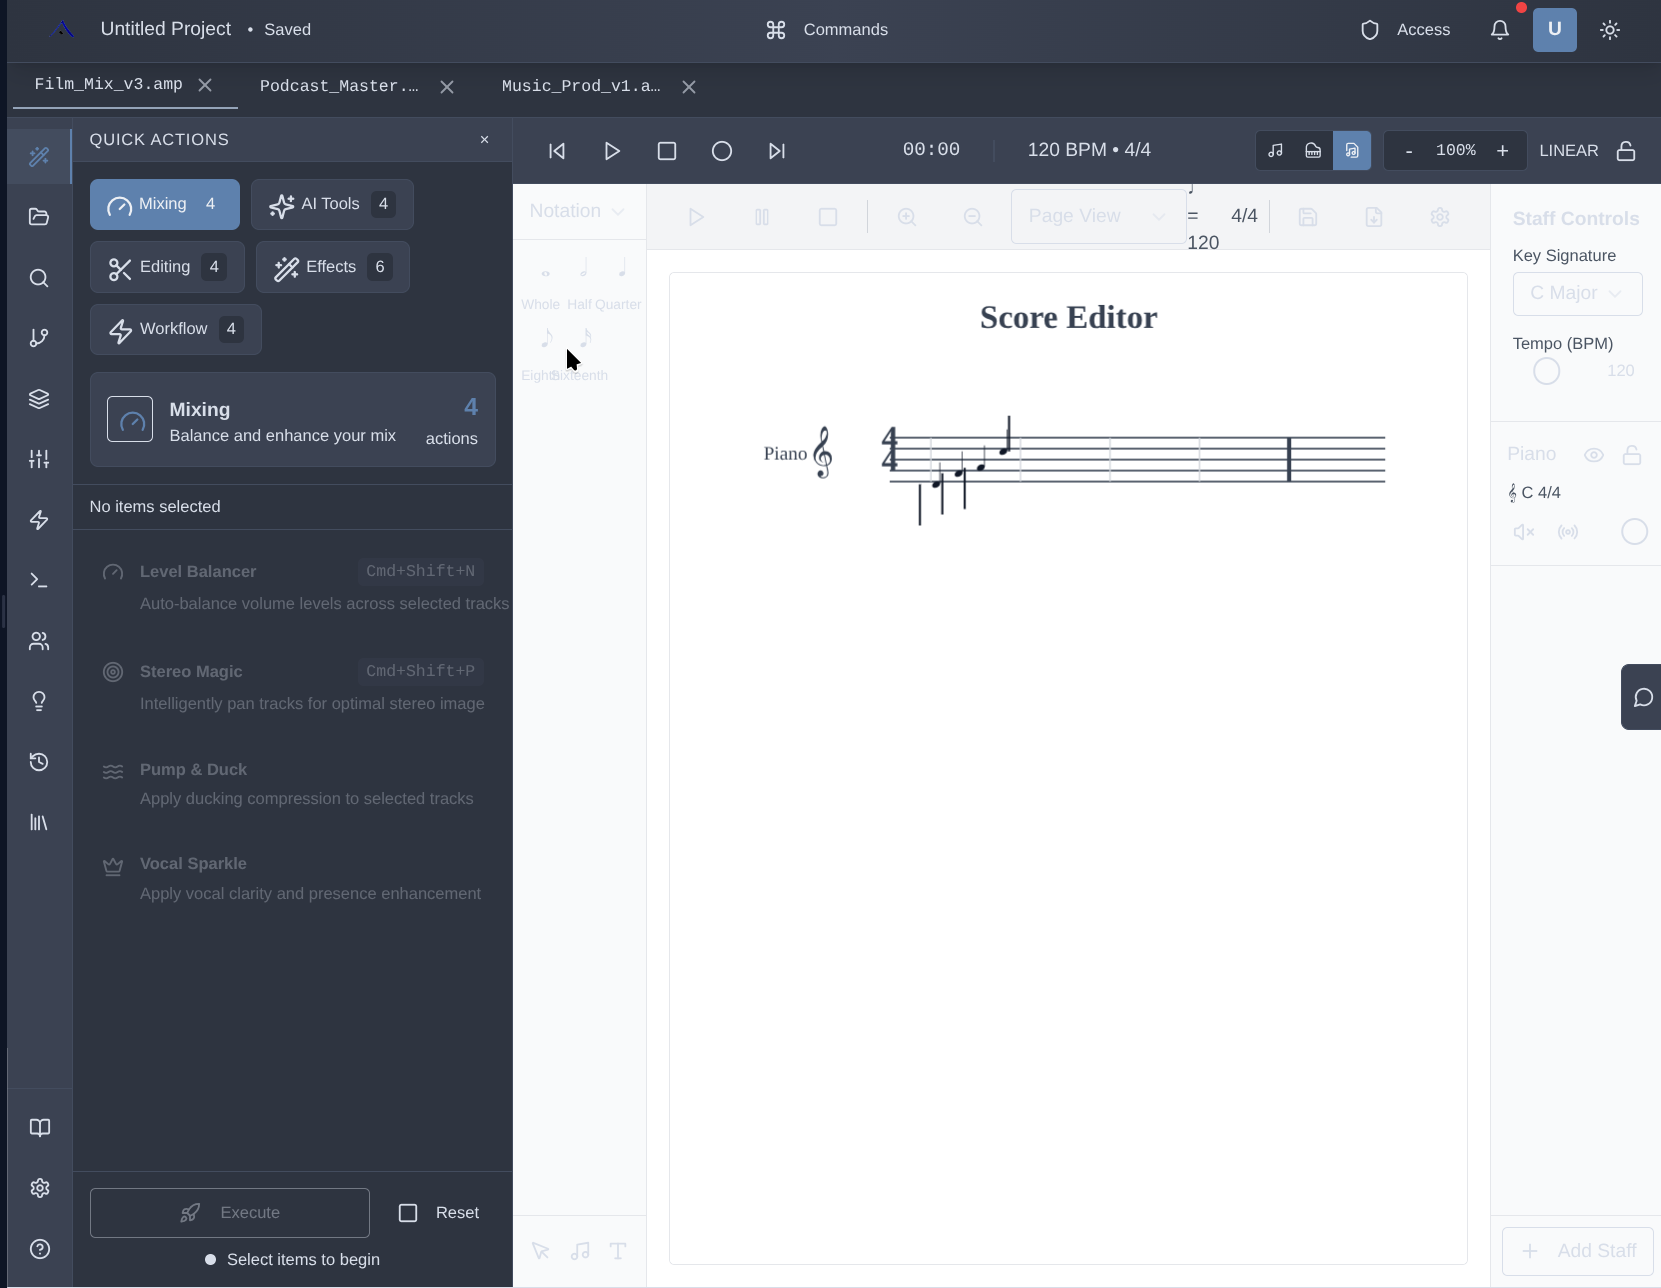 Untitled Project • Saved
Commands
Access
U
Film_Mix_v3.amp
Podcast_Master.…
Music_Prod_v1.a…
QUICK ACTIONS
×
00:00
120 BPM • 4/4
- 100% +
LINEAR
Mixing 4
AI Tools 4
Editing 4
Effects 6
Workflow 4
Mixing
Balance and enhance your mix
4
actions
No items selected
Level Balancer Cmd+Shift+N
Auto-balance volume levels across selected tracks
Stereo Magic Cmd+Shift+P
Intelligently pan tracks for optimal stereo image
Pump & Duck
Apply ducking compression to selected tracks
Vocal Sparkle
Apply vocal clarity and presence enhancement
Execute
Reset
Select items to begin
Notation
Whole Half Quarter
Eighth Sixteenth
Page View
♩
=
120
4/4
Score Editor
Piano
4
4
Staff Controls
Key Signature
C Major
Tempo (BPM)
120
Piano
𝄞 C 4/4
Add Staff